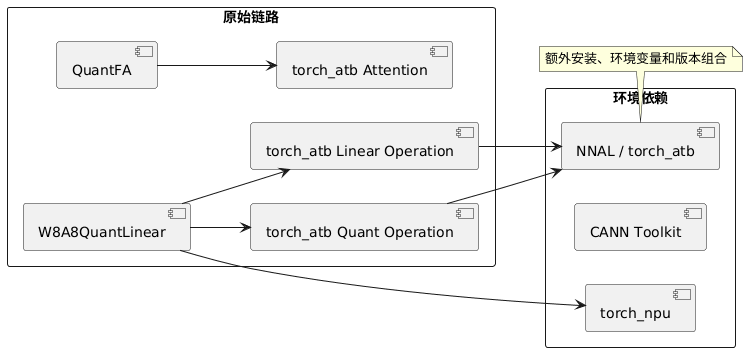 原始链路
QuantFA
torch_atb Attention
torch_atb Linear Operation
W8A8QuantLinear
torch_atb Quant Operation
额外安装、环境变量和版本组合
环境依赖
NNAL / torch_atb
CANN Toolkit
torch_npu